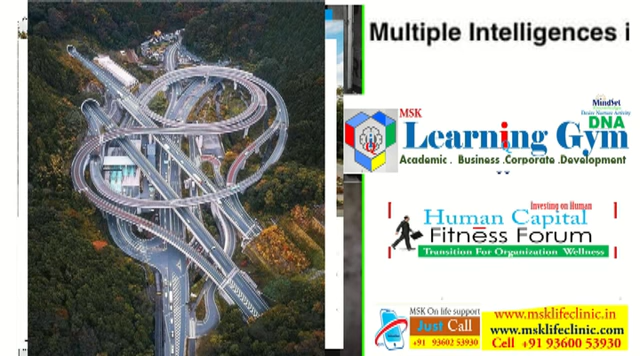 Multiple Intelligences i
MindSet
DNA
MSK
Learning Gym
Academic . Business .Corporate .Development
Investing on Human
Human Capital
Fitness Forum
Transition For Organization Wellness
MSK On life support
Just Call
+91 93602 53930
www.msklifeclinic.in
www.msklifeclinic.com
Cell +91 93600 53930